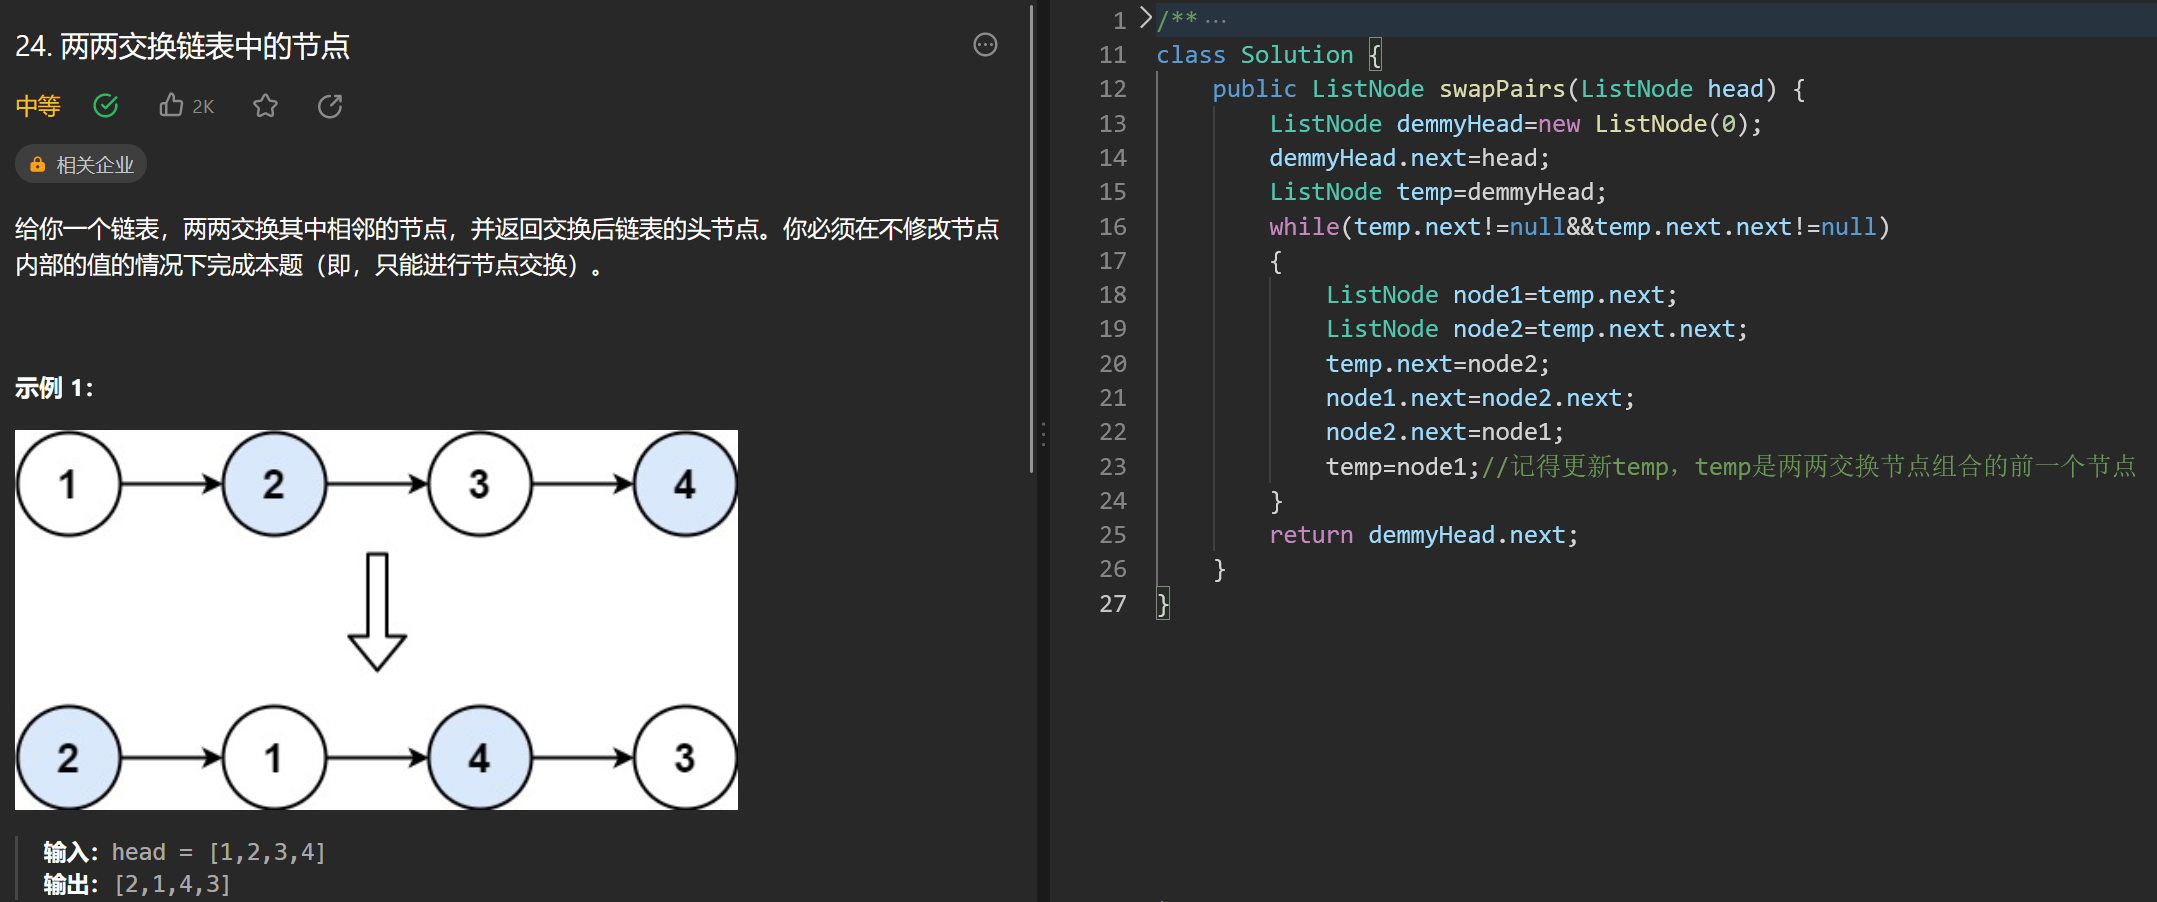 24. 两两交换链表中的节点
中等 2K
相关企业
给你一个链表，两两交换其中相邻的节点，并返回交换后链表的头节点。你必须在不修改节点
内部的值的情况下完成本题（即，只能进行节点交换）。
示例 1：
1 2 3 4
2 1 4 3
输入：head = [1,2,3,4]
输出：[2,1,4,3]
1 /** ···
11 class Solution {
12 public ListNode swapPairs(ListNode head) {
13 ListNode demmyHead=new ListNode(0);
14 demmyHead.next=head;
15 ListNode temp=demmyHead;
16 while(temp.next!=null&&temp.next.next!=null)
17 {
18 ListNode node1=temp.next;
19 ListNode node2=temp.next.next;
20 temp.next=node2;
21 node1.next=node2.next;
22 node2.next=node1;
23 temp=node1;//记得更新temp，temp是两两交换节点组合的前一个节点
24 }
25 return demmyHead.next;
26 }
27 }